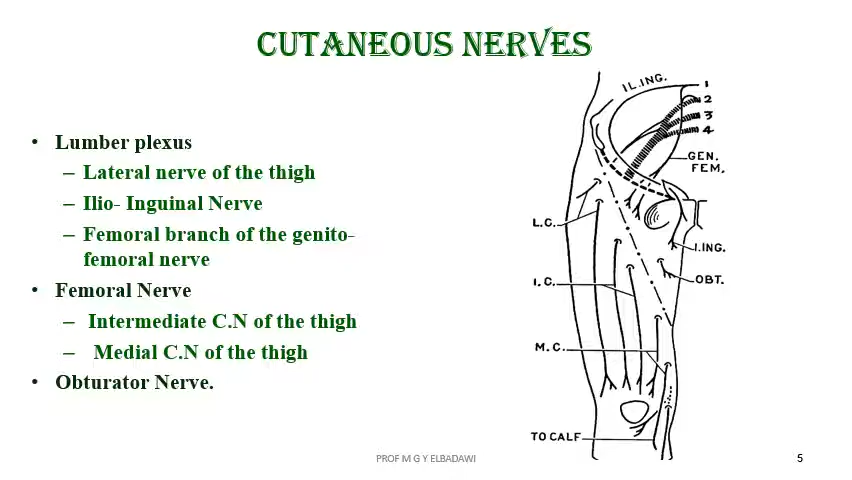 CUTANEOUS NERVES
• Lumber plexus
– Lateral nerve of the thigh
– Ilio- Inguinal Nerve
– Femoral branch of the genito-
femoral nerve
• Femoral Nerve
– Intermediate C.N of the thigh
– Medial C.N of the thigh
• Obturator Nerve.
IL.ING.
1
2
3
4
GEN.
FEM.
L.C.
I.ING.
I.C.
OBT.
M.C.
TO CALF
PROF M G Y ELBADAWI
5